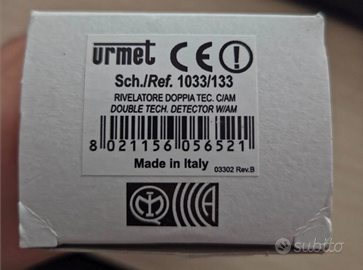 urmet CE !
Sch./Ref. 1033/133
RIVELATORE DOPPIA TEC. C/AM
DOUBLE TECH. DETECTOR W/AM
8 021156 056521
Made in Italy
03302 Rev.B
subito